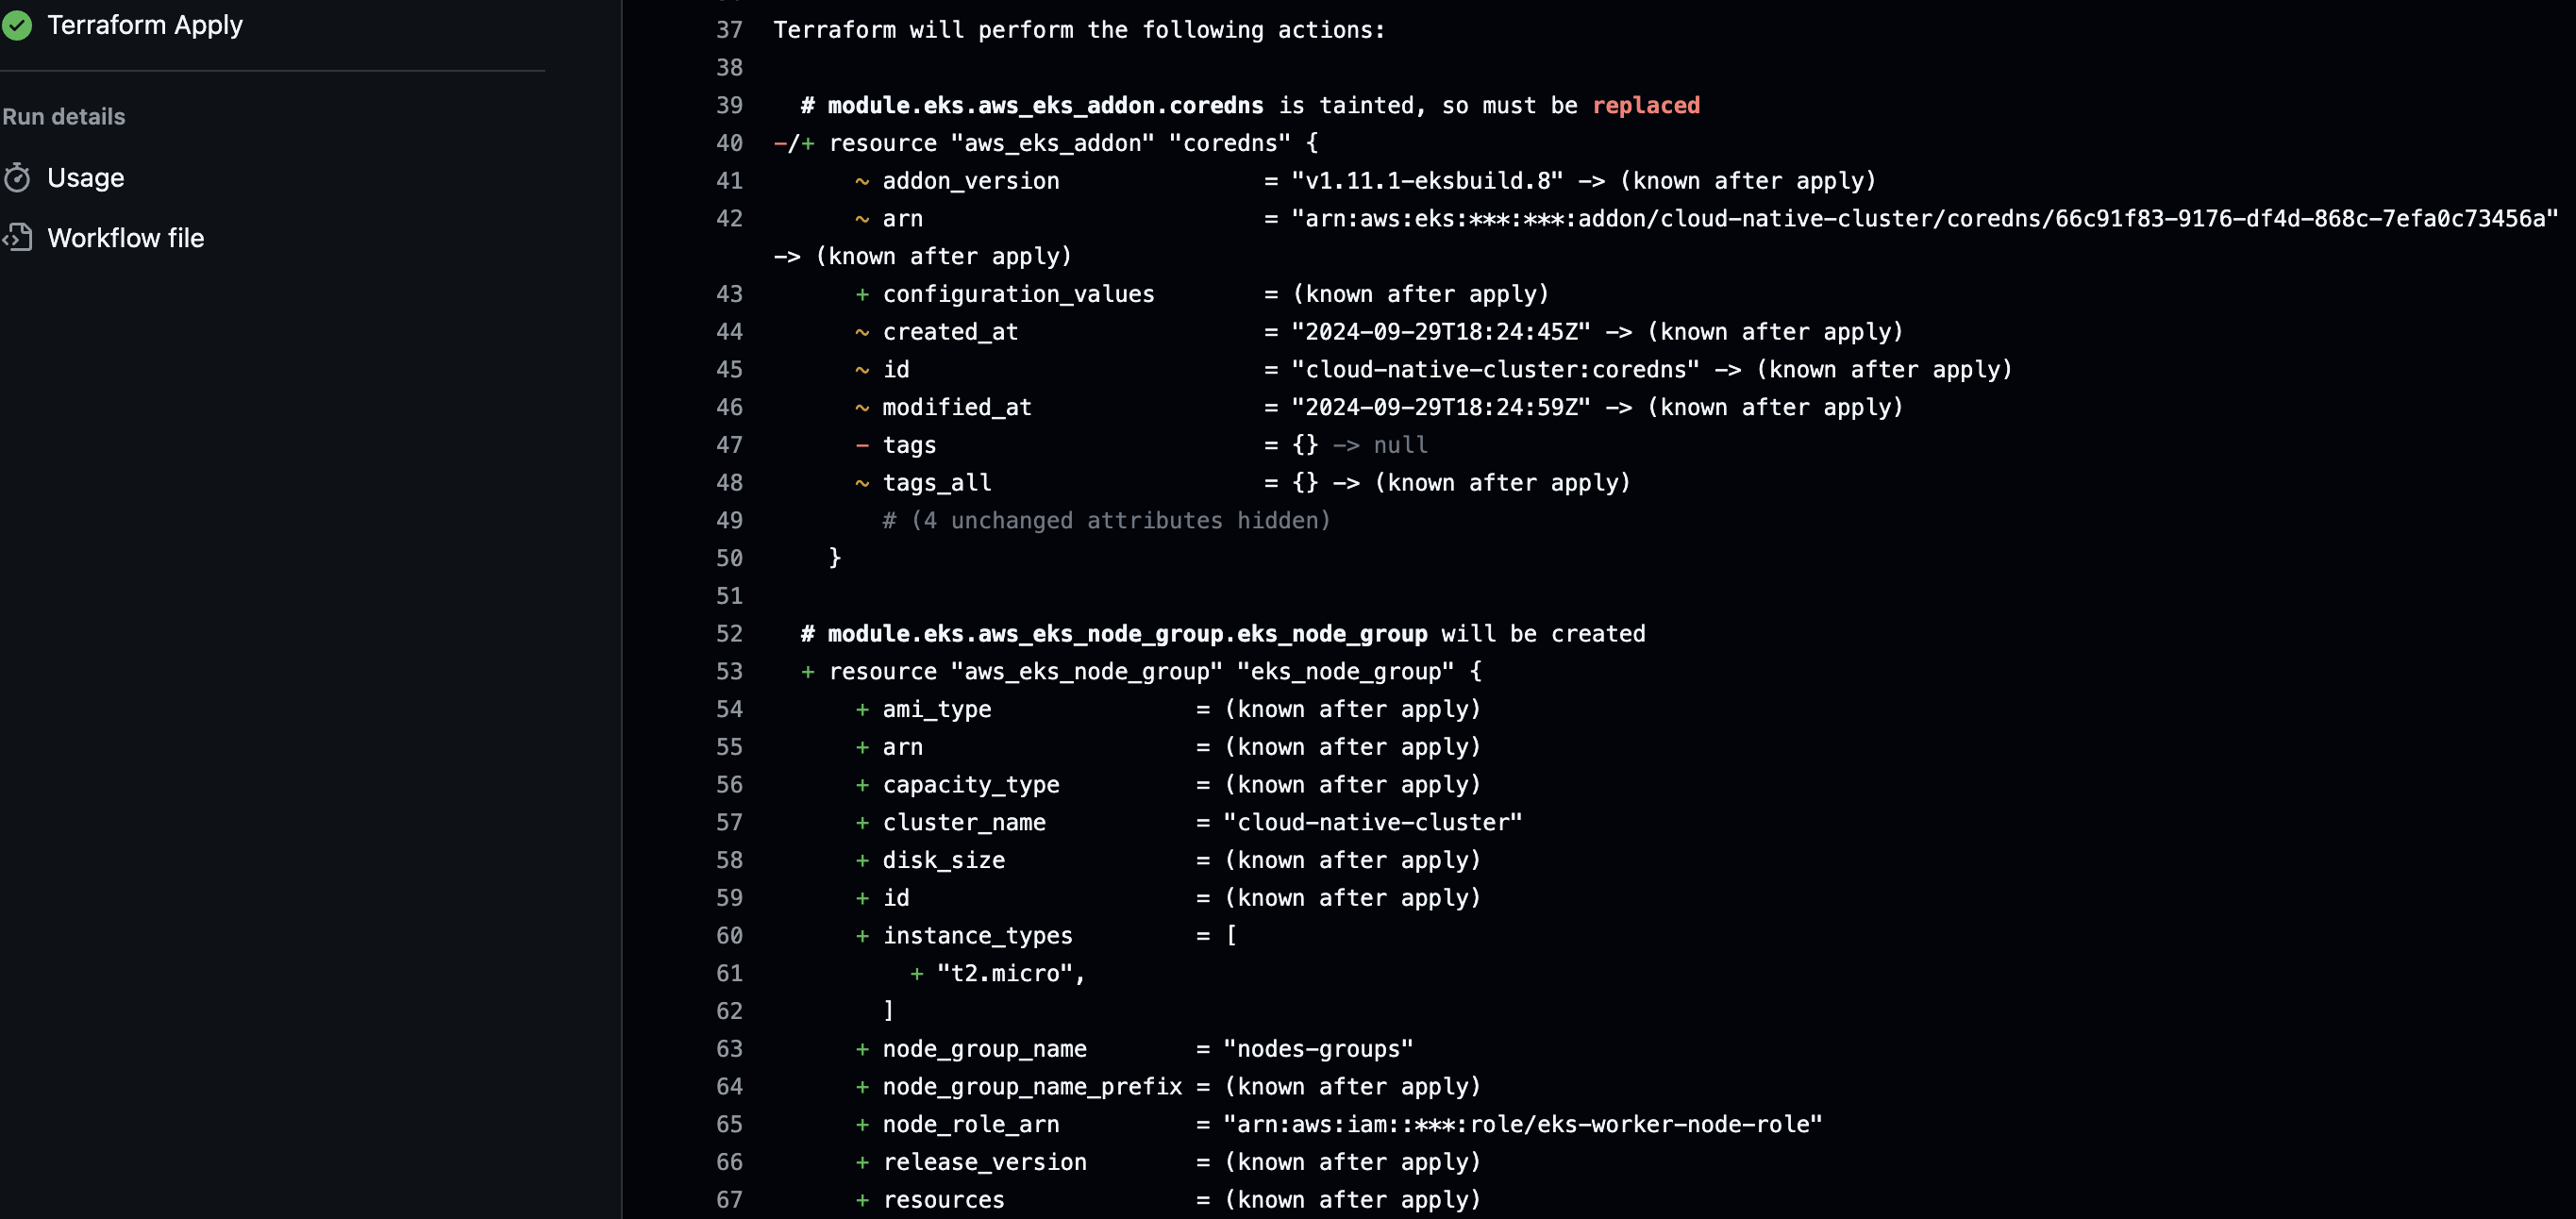 Terraform Apply
Run details
Usage
Workflow file
37 Terraform will perform the following actions:
38
39 # module.eks.aws_eks_addon.coredns is tainted, so must be replaced
40 -/+ resource "aws_eks_addon" "coredns" {
41 ~ addon_version = "v1.11.1-eksbuild.8" -> (known after apply)
42 ~ arn = "arn:aws:eks:***:***:addon/cloud-native-cluster/coredns/66c91f83-9176-df4d-868c-7efa0c73456a"
-> (known after apply)
43 + configuration_values = (known after apply)
44 ~ created_at = "2024-09-29T18:24:45Z" -> (known after apply)
45 ~ id = "cloud-native-cluster:coredns" -> (known after apply)
46 ~ modified_at = "2024-09-29T18:24:59Z" -> (known after apply)
47 - tags = {} -> null
48 ~ tags_all = {} -> (known after apply)
49 # (4 unchanged attributes hidden)
50 }
51
52 # module.eks.aws_eks_node_group.eks_node_group will be created
53 + resource "aws_eks_node_group" "eks_node_group" {
54 + ami_type = (known after apply)
55 + arn = (known after apply)
56 + capacity_type = (known after apply)
57 + cluster_name = "cloud-native-cluster"
58 + disk_size = (known after apply)
59 + id = (known after apply)
60 + instance_types = [
61 + "t2.micro",
62 ]
63 + node_group_name = "nodes-groups"
64 + node_group_name_prefix = (known after apply)
65 + node_role_arn = "arn:aws:iam::***:role/eks-worker-node-role"
66 + release_version = (known after apply)
67 + resources = (known after apply)